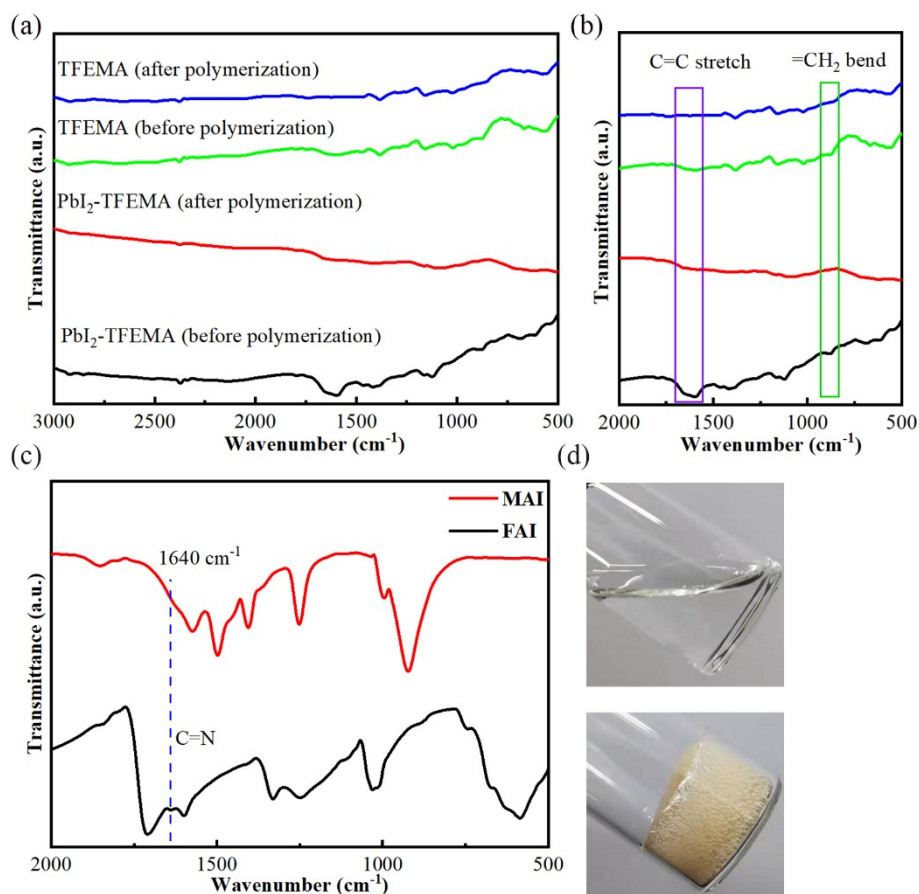 (a)
TFEMA (after polymerization)
TFEMA (before polymerization)
PbI₂-TFEMA (after polymerization)
PbI₂-TFEMA (before polymerization)
Transmittance (a.u.)
3000 2500 2000 1500 1000 500
Wavenumber (cm⁻¹)
(b)
C=C stretch
=CH₂ bend
Transmittance (a.u.)
2000 1500 1000 500
Wavenumber (cm⁻¹)
(c)
MAI
FAI
1640 cm⁻¹
C=N
Transmittance (a.u.)
2000 1500 1000 500
Wavenumber (cm⁻¹)
(d)